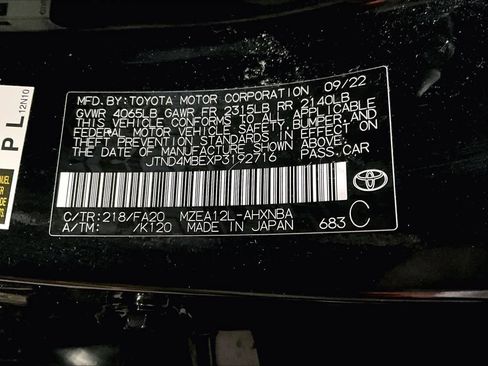 MFD.BY:TOYOTA MOTOR CORPORATION 09/22
GVWR 4065LB GAWR FR 2315LB RR 2140LB
THIS VEHICLE CONFORMS TO ALL APPLICABLE
FEDERAL MOTOR VEHICLE SAFETY, BUMPER, AND
THEFT PREVENTION STANDARDS IN EFFECT ON
THE DATE OF MANUFACTURE SHOWN ABOVE.
JTND4MBEXP3192716 PASS.CAR
C/TR:218/FA20 MZEA12L-AHXNBA
A/TM: /K120 MADE IN JAPAN 683 C
PL
12N10